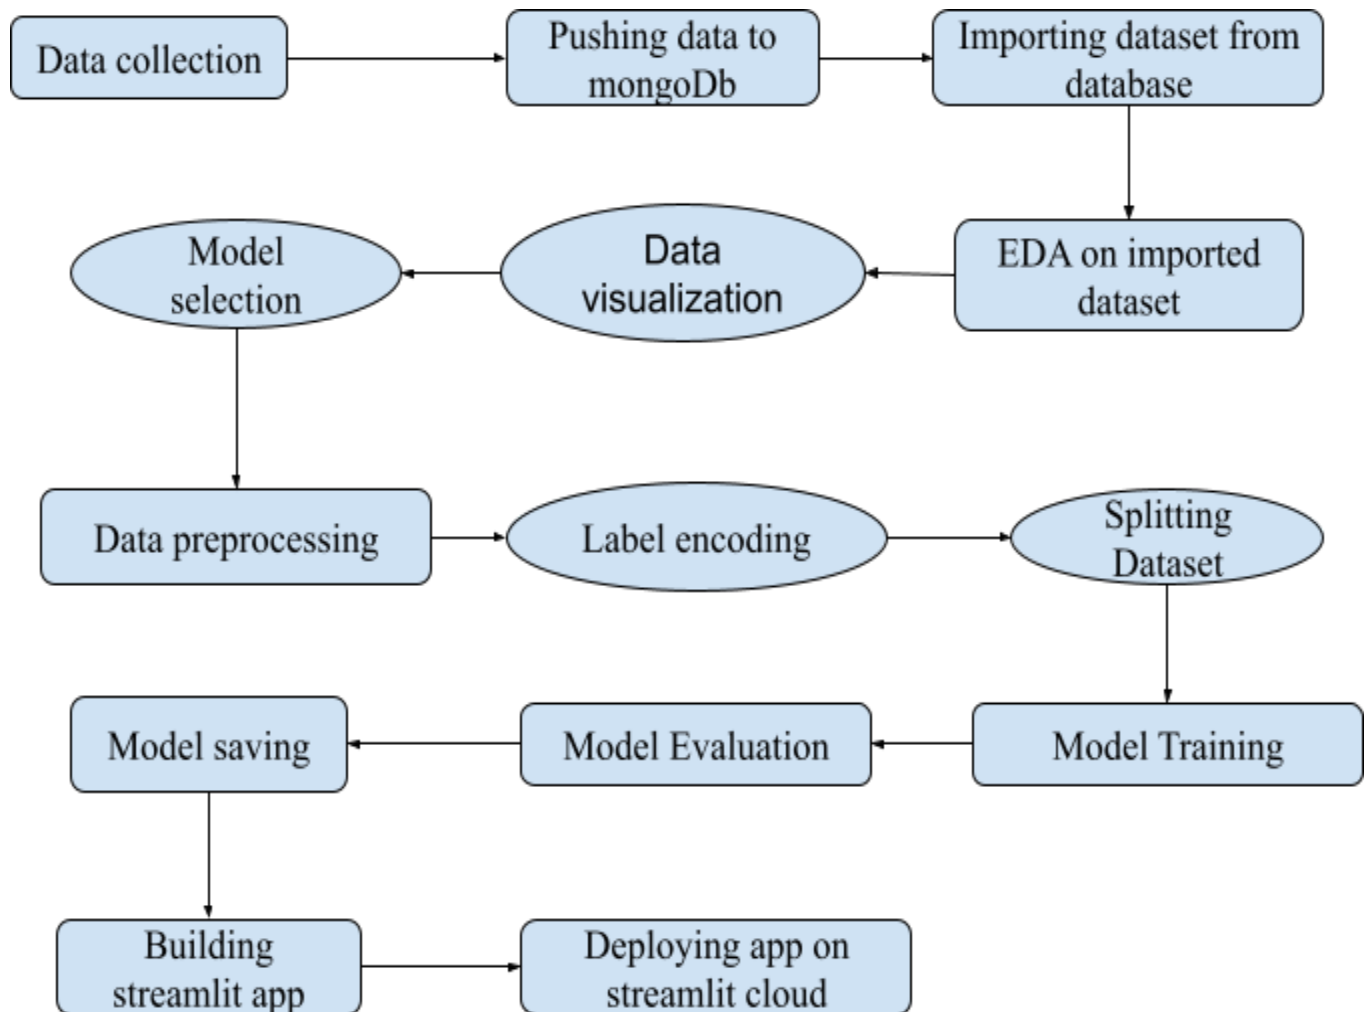 Data collection
Pushing data to
mongoDb
Importing dataset from
database
EDA on imported
dataset
Data
visualization
Model
selection
Data preprocessing
Label encoding
Splitting
Dataset
Model Training
Model Evaluation
Model saving
Building
streamlit app
Deploying app on
streamlit cloud